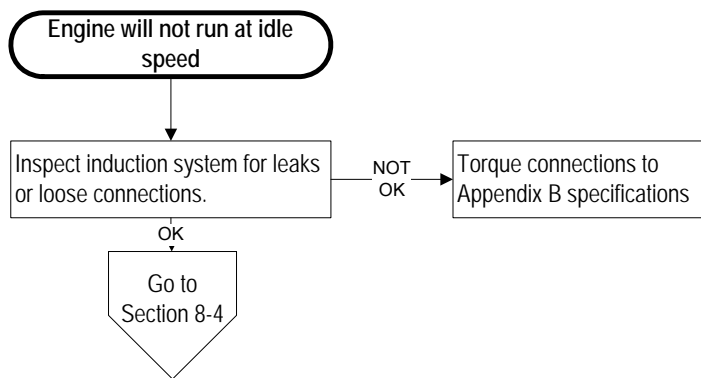 Engine will not run at idle
speed
Inspect induction system for leaks
or loose connections.
NOT
OK
Torque connections to
Appendix B specifications
OK
Go to
Section 8-4